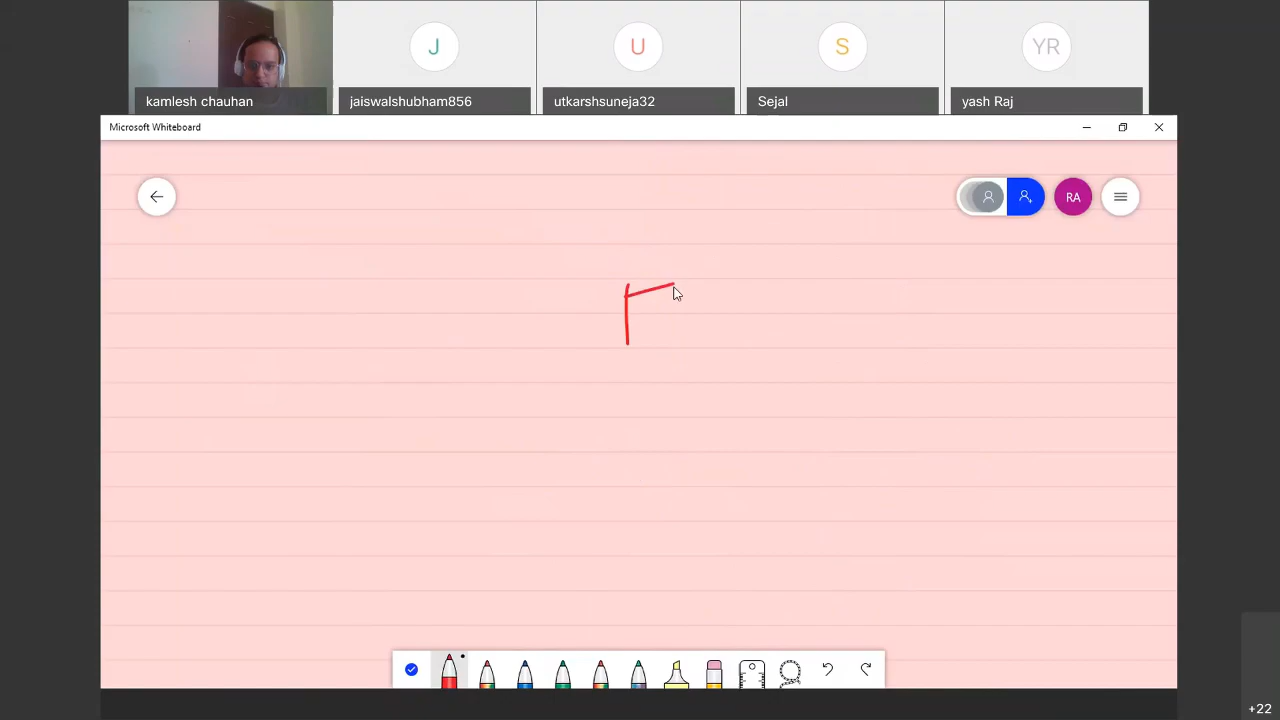 J
U
S
YR
kamlesh chauhan
jaiswalshubham856
utkarshsuneja32
Sejal
yash Raj
Microsoft Whiteboard
RA
+22